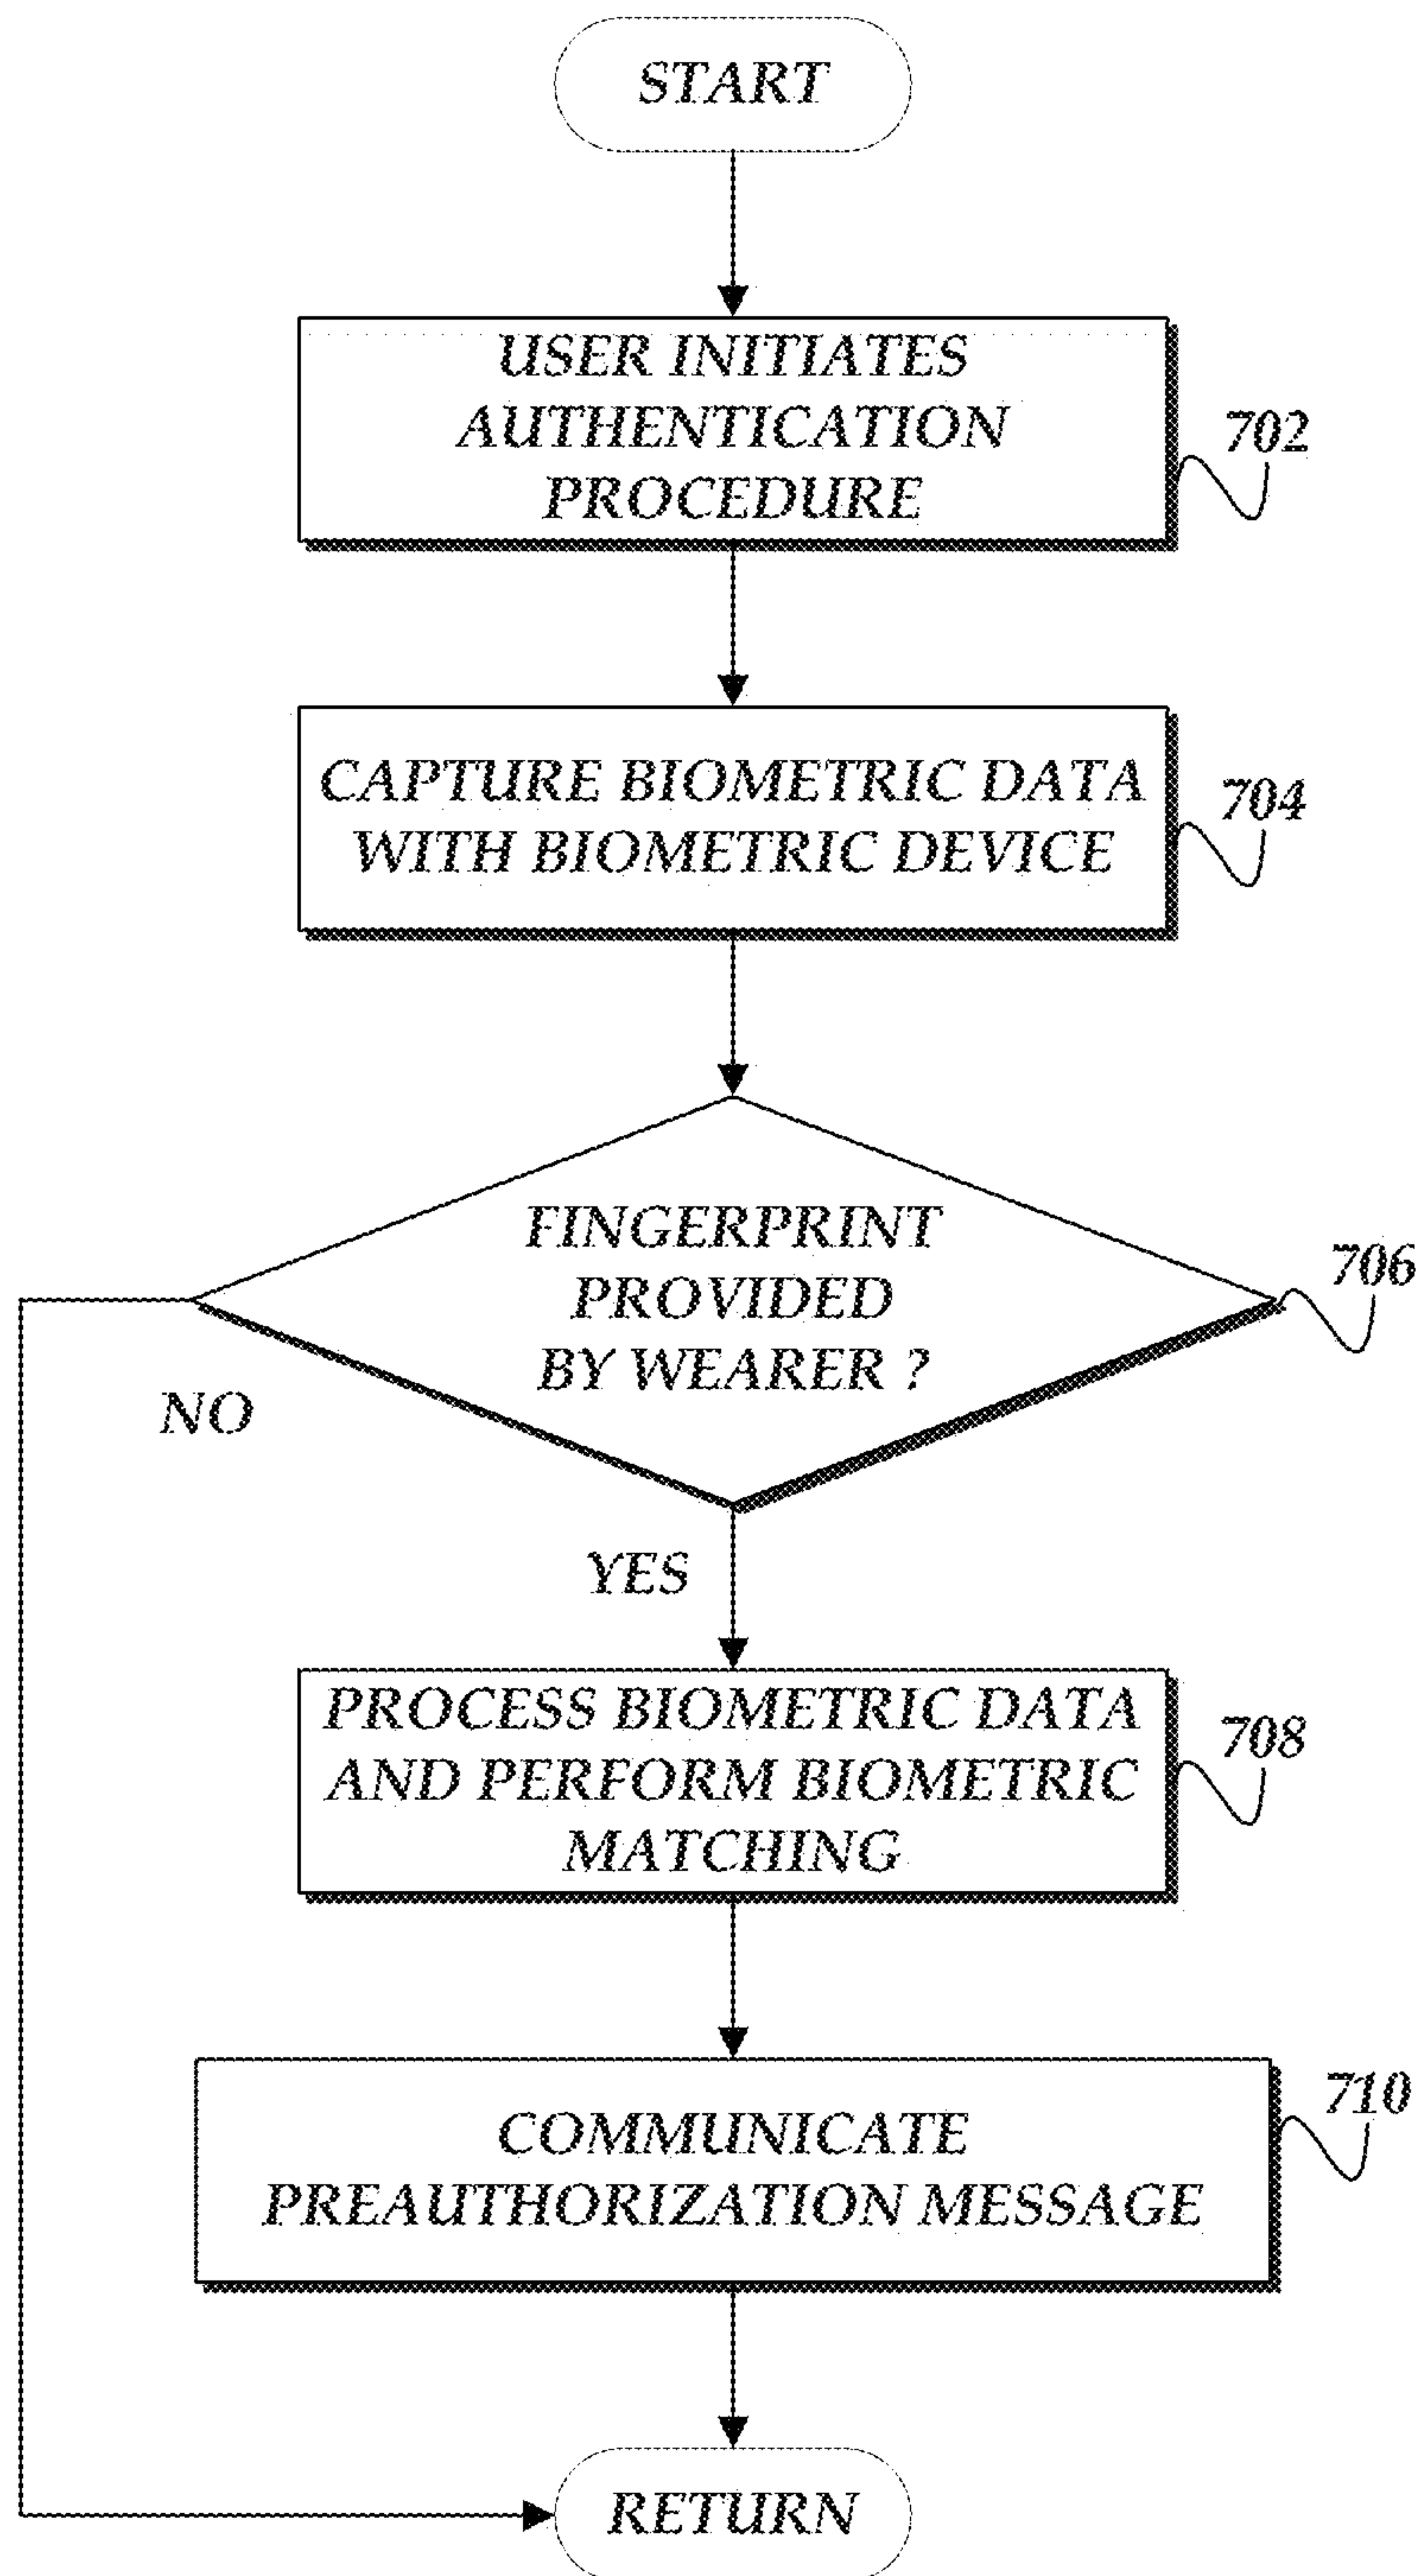 START
USER INITIATES
AUTHENTICATION
PROCEDURE
702
CAPTURE BIOMETRIC DATA
WITH BIOMETRIC DEVICE
704
FINGERPRINT
PROVIDED
BY WEARER ?
706
NO
YES
PROCESS BIOMETRIC DATA
AND PERFORM BIOMETRIC
MATCHING
708
COMMUNICATE
PREAUTHORIZATION MESSAGE
710
RETURN